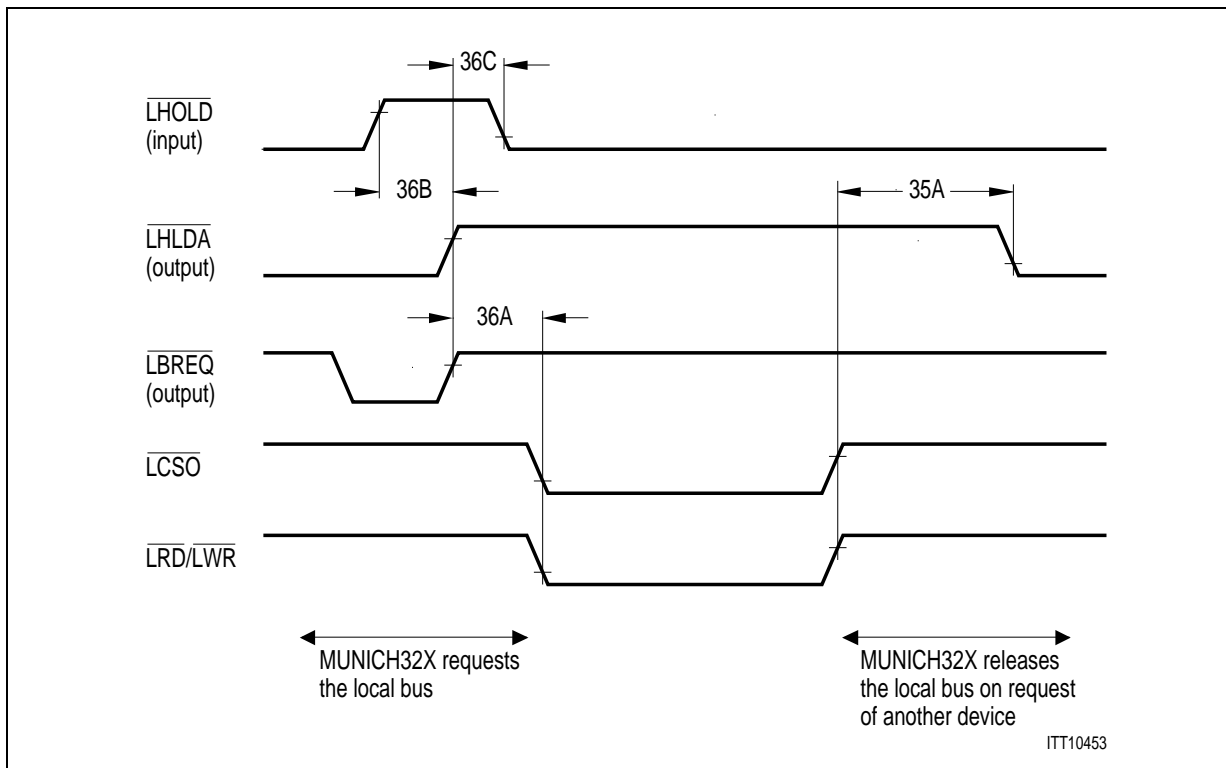 36C
LHOLD
(input)
36B
35A
LHLDA
(output)
36A
LBREQ
(output)
LCSO
LRD/LWR
MUNICH32X requests
the local bus
MUNICH32X releases
the local bus on request
of another device
ITT10453